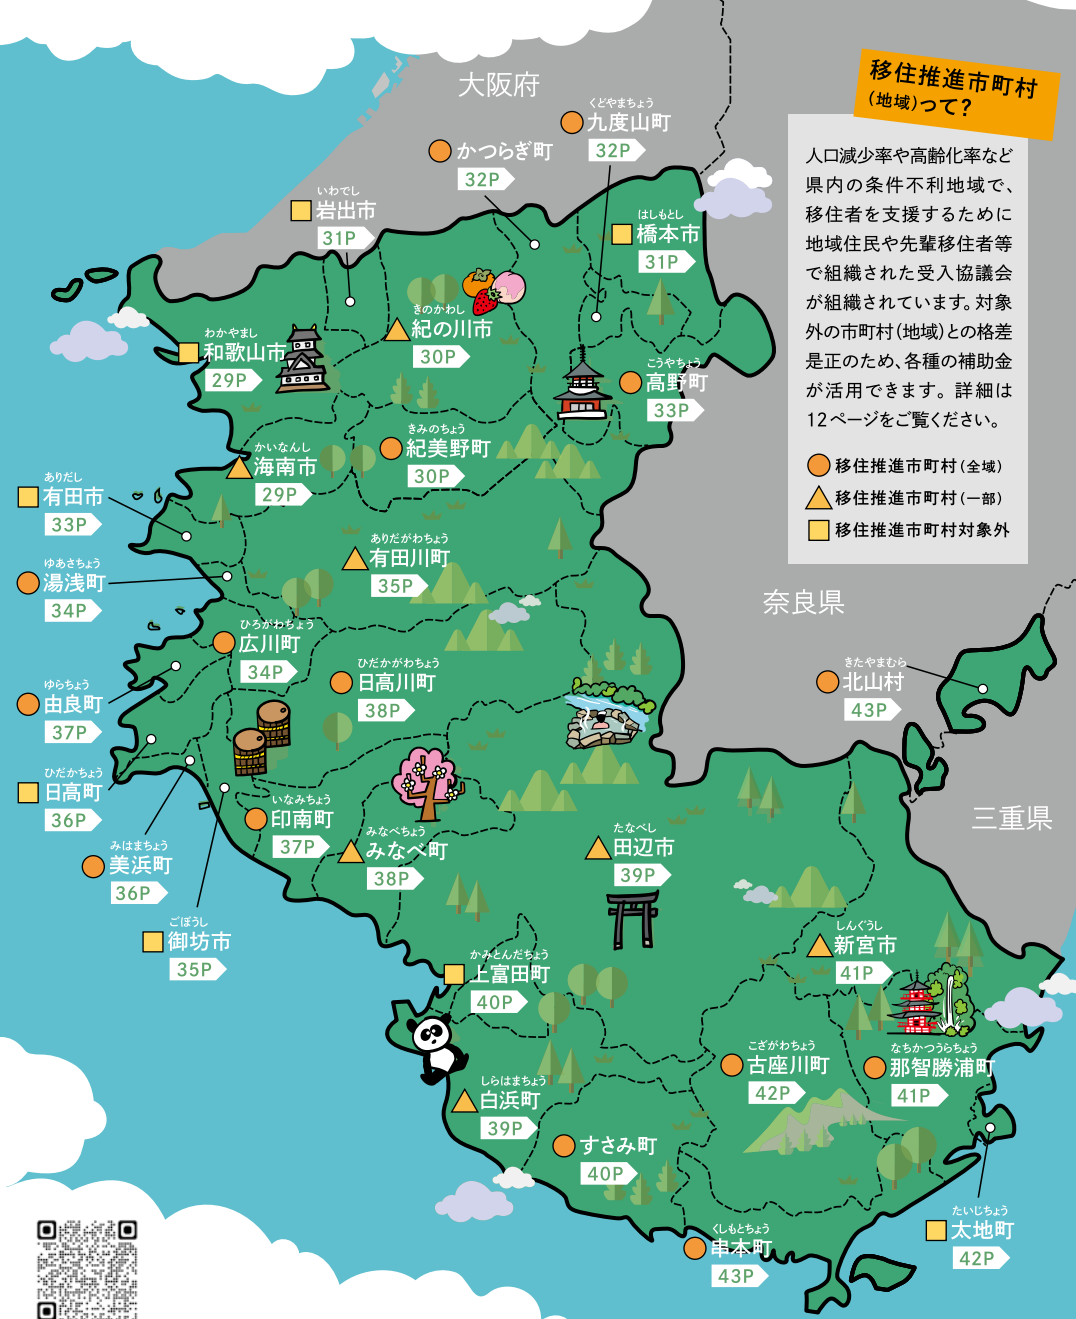 大阪府
くどやまちょう
九度山町
32P
かつらぎ町
32P
いわでし
岩出市
31P
はしもとし
橋本市
31P
わかやまし
和歌山市
29P
きのかわし
紀の川市
30P
こうやちょう
高野町
33P
かいなんし
海南市
29P
きみのちょう
紀美野町
30P
ありだし
有田市
33P
ありだがわちょう
有田川町
35P
ゆあさちょう
湯浅町
34P
ひろがわちょう
広川町
34P
ゆらちょう
由良町
37P
ひだかがわちょう
日高川町
38P
ひだかちょう
日高町
36P
いなみちょう
印南町
37P
みはまちょう
美浜町
36P
みなべちょう
みなべ町
38P
たなべし
田辺市
39P
ごぼうし
御坊市
35P
かみとんだちょう
上富田町
40P
しんぐうし
新宮市
41P
しらはまちょう
白浜町
39P
こざがわちょう
古座川町
42P
なちかつうらちょう
那智勝浦町
41P
すさみ町
40P
くしもとちょう
串本町
43P
たいじちょう
太地町
42P
奈良県
きたやまむら
北山村
43P
三重県
移住推進市町村
(地域)って?
人口減少率や高齢化率など
県内の条件不利地域で、
移住者を支援するために
地域住民や先輩移住者等
で組織された受入協議会
が組織されています。対象
外の市町村(地域)との格差
是正のため、各種の補助金
が活用できます。詳細は
12ページをご覧ください。
移住推進市町村(全域)
移住推進市町村(一部)
移住推進市町村対象外